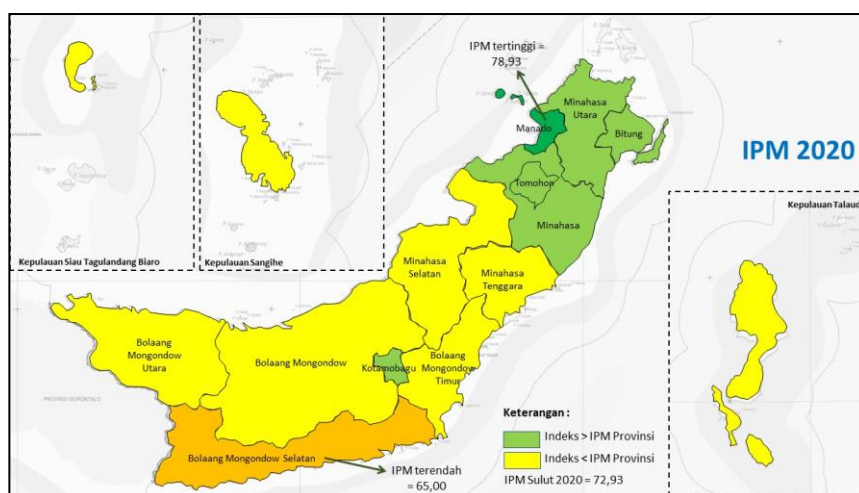 IPM tertinggi =
78,93
Minahasa
Utara
Manado
Bitung
IPM 2020
Tomohon
Minahasa
Kepulauan Talaud
Kepulauan Siau Tagulandang Biaro
Kepulauan Sangihe
Minahasa
Selatan
Minahasa
Tenggara
Bolaang
Mongondow
Utara
Bolaang Mongondow
Kotamobagu
Bolaang
Mongondow
Timur
PROVINSI GORONTALO
Bolaang Mongondow Selatan
IPM terendah
= 65,00
Keterangan :
Indeks > IPM Provinsi
Indeks < IPM Provinsi
IPM Sulut 2020 = 72,93